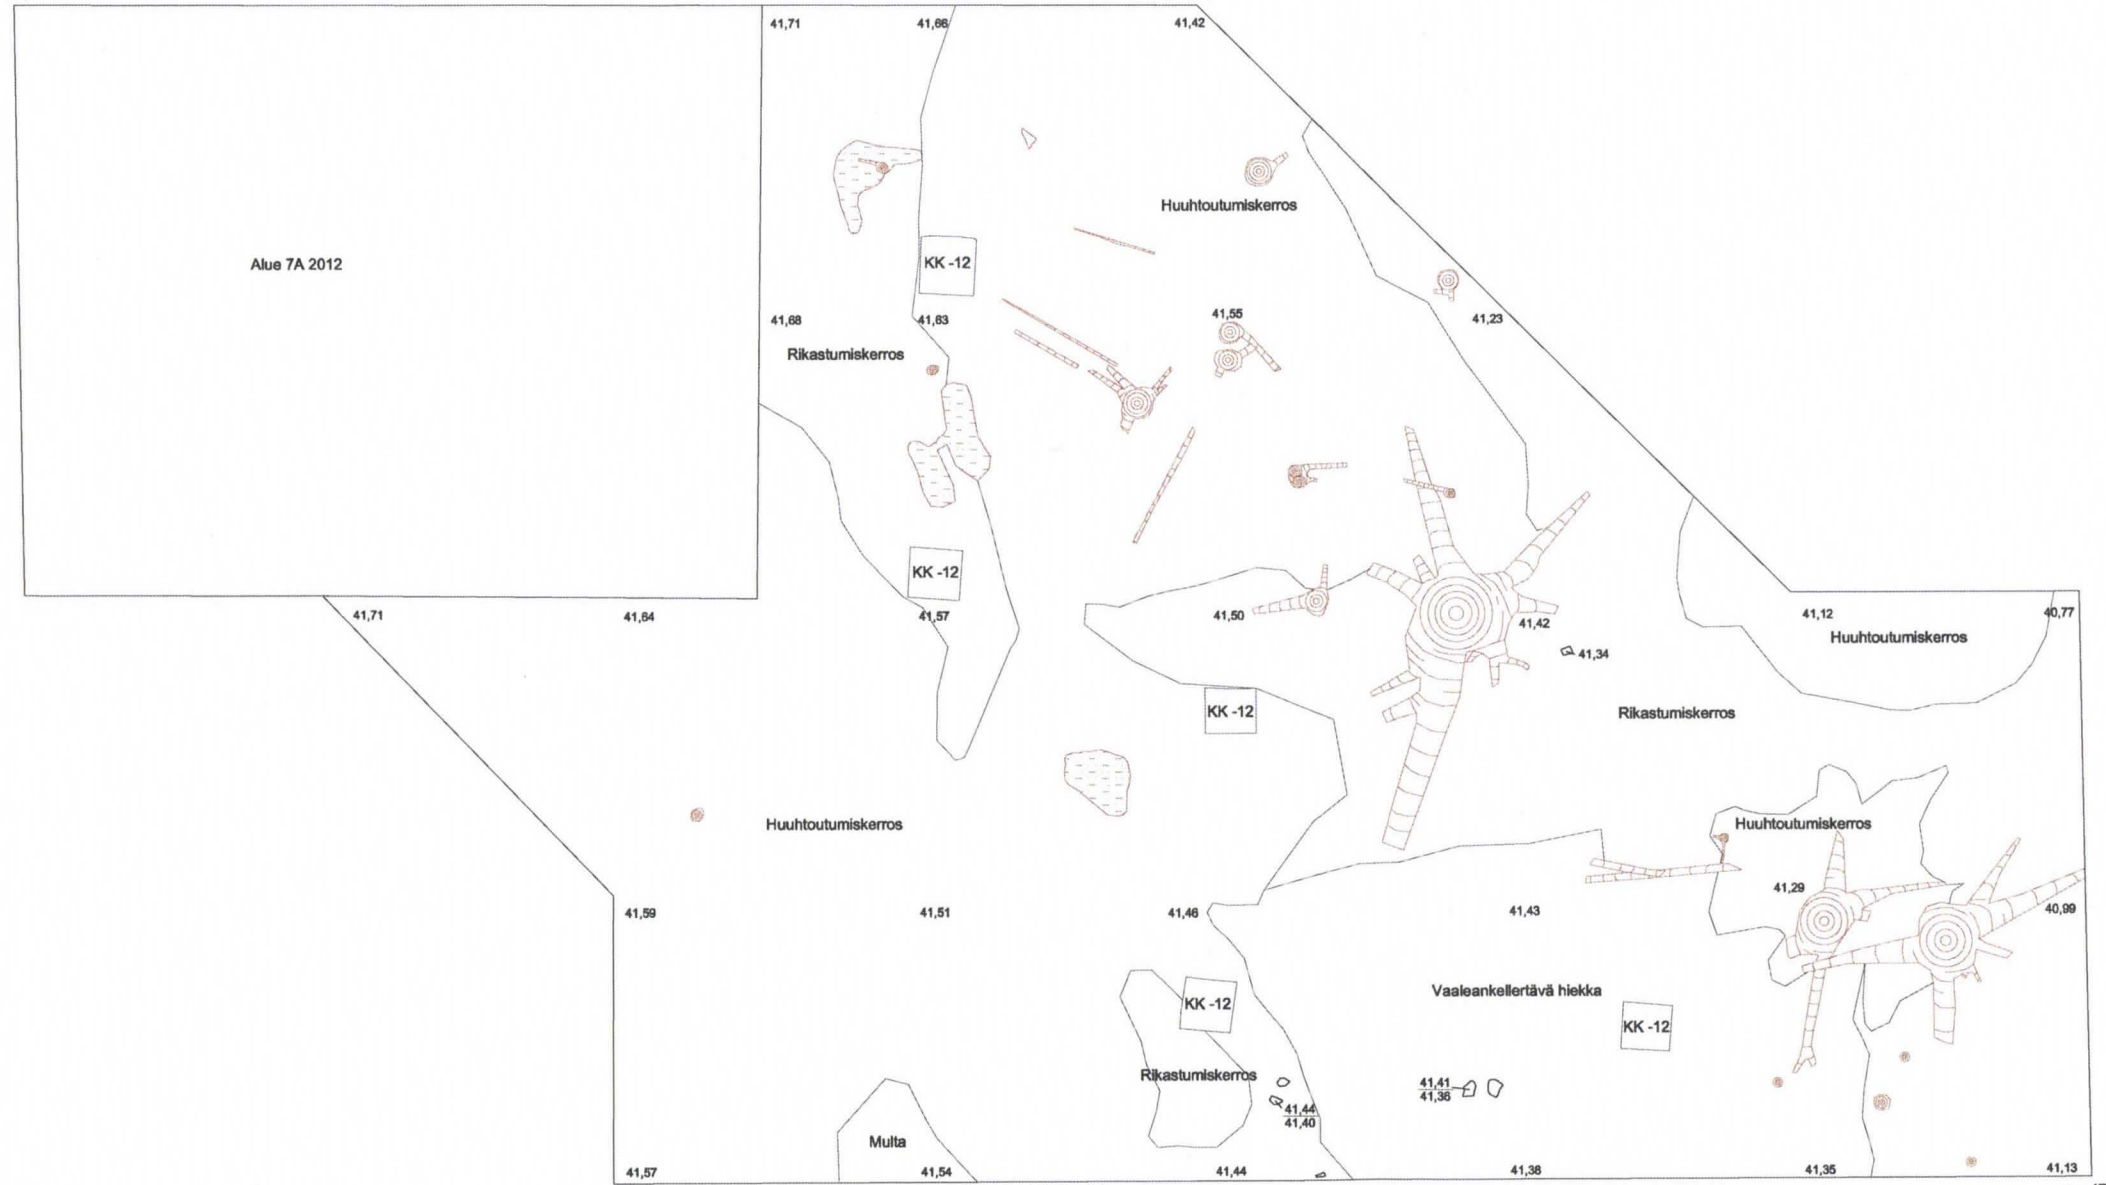 41,71
41,66
41,42
Huuhtoutumiskerros
Alue 7A 2012
KK -12
41,68
41,63
41,55
41,23
Rikastumiskerros
KK -12
41,71
41,64
41,57
41,50
41,42
41,12
40,77
Huuhtoutumiskerros
41,34
KK -12
Rikastumiskerros
Huuhtoutumiskerros
Huuhtoutumiskerros
41,29
41,59
41,51
41,46
41,43
40,99
Vaaleankellertävä hiekka
KK -12
KK -12
Rikastumiskerros
41,41
41,36
41,44
41,40
Multa
41,57
41,54
41,44
41,38
41,35
41,13